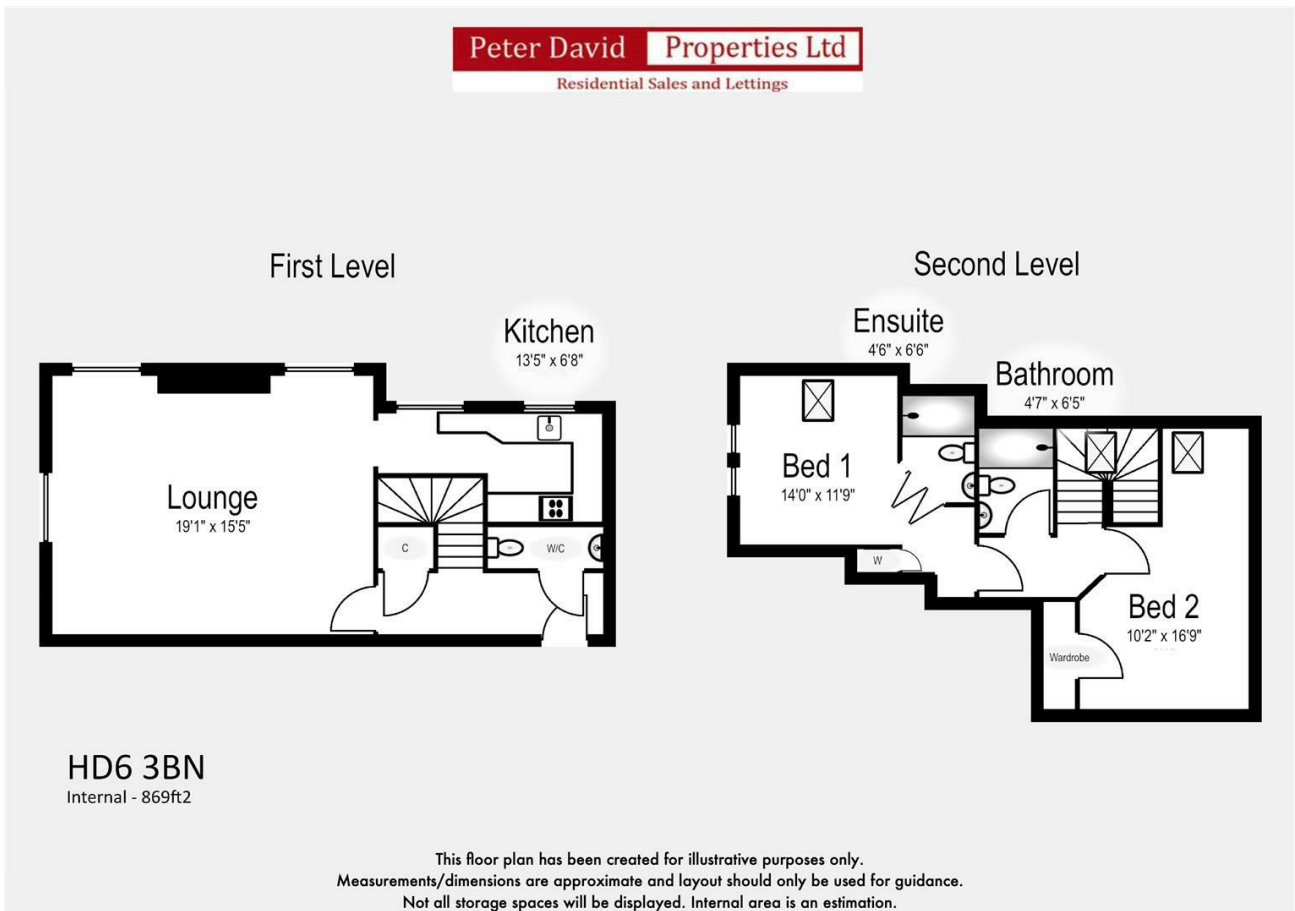 Peter David Properties Ltd
Residential Sales and Lettings
First Level
Second Level
Kitchen
13'5" x 6'8"
Ensuite
4'6" x 6'6"
Bathroom
4'7" x 6'5"
Lounge
19'1" x 15'5"
C
W/C
Bed 1
14'0" x 11'9"
W
Bed 2
10'2" x 16'9"
Wardrobe
HD6 3BN
Internal - 869ft2
This floor plan has been created for illustrative purposes only.
Measurements/dimensions are approximate and layout should only be used for guidance.
Not all storage spaces will be displayed. Internal area is an estimation.